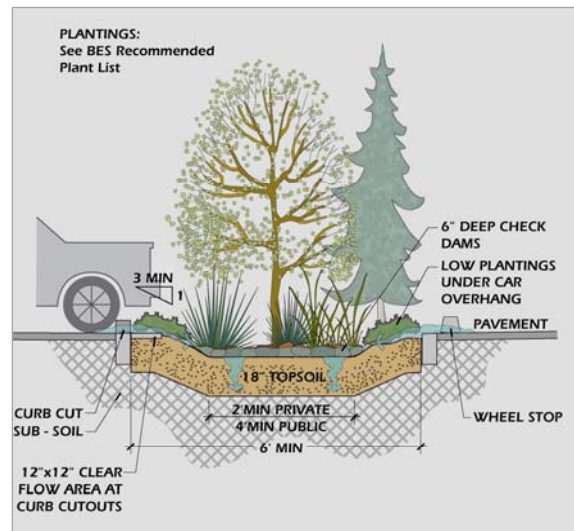 PLANTINGS:
See BES Recommended
Plant List
6" DEEP CHECK
DAMS
3 MIN
1
LOW PLANTINGS
UNDER CAR
OVERHANG
PAVEMENT
18" TOPSOIL
CURB CUT
SUB - SOIL
2'MIN PRIVATE
4'MIN PUBLIC
6' MIN
WHEEL STOP
12"x12" CLEAR
FLOW AREA AT
CURB CUTOUTS